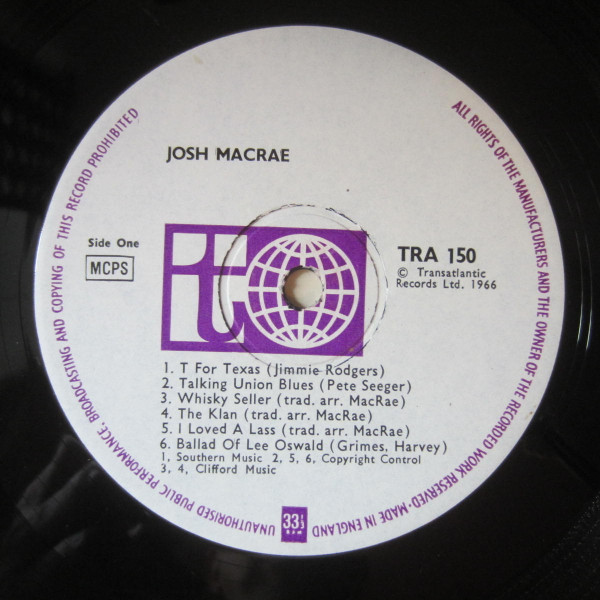 UNAUTHORISED PUBLIC PERFORMANCE, BROADCASTING AND COPYING OF THIS RECORD PROHIBITED
ALL RIGHTS OF THE MANUFACTURERS AND THE OWNER OF THE RECORDED WORK RESERVED-MADE IN ENGLAND
JOSH MACRAE
Side One
MCPS
it
TRA 150
© Transatlantic
Records Ltd. 1966
1. T For Texas (Jimmie Rodgers)
2. Talking Union Blues (Pete Seeger)
3. Whisky Seller (trad. arr. MacRae)
4. The Klan (trad. arr. MacRae)
5. I Loved A Lass (trad. arr. MacRae)
6. Ballad Of Lee Oswald (Grimes, Harvey)
1, Southern Music 2, 5, 6, Copyright Control
3, 4, Clifford Music
33⅓
RPM